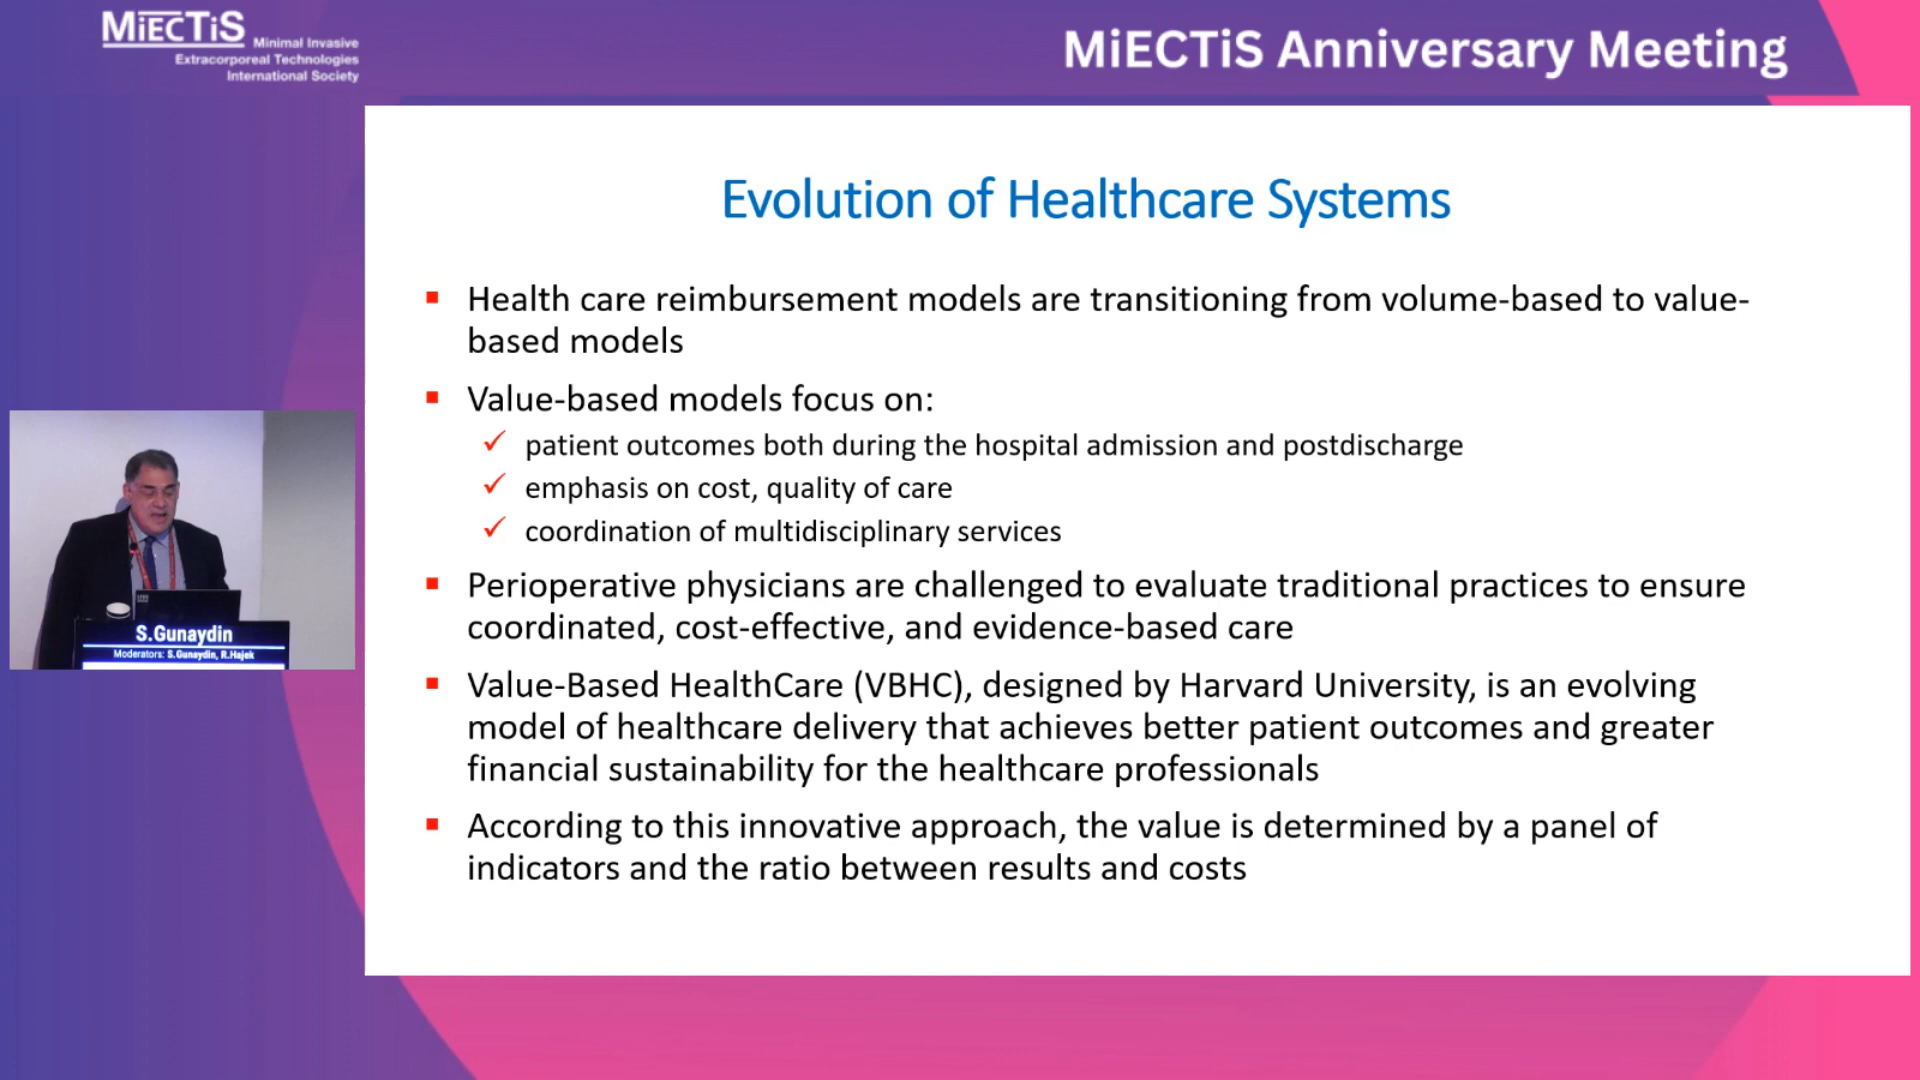 MiECTiS
Minimal Invasive
Extracorporeal Technologies
International Society
MiECTiS Anniversary Meeting
Evolution of Healthcare Systems
Health care reimbursement models are transitioning from volume-based to value-
based models
Value-based models focus on:
patient outcomes both during the hospital admission and postdischarge
emphasis on cost, quality of care
coordination of multidisciplinary services
Perioperative physicians are challenged to evaluate traditional practices to ensure
coordinated, cost-effective, and evidence-based care
Value-Based HealthCare (VBHC), designed by Harvard University, is an evolving
model of healthcare delivery that achieves better patient outcomes and greater
financial sustainability for the healthcare professionals
According to this innovative approach, the value is determined by a panel of
indicators and the ratio between results and costs
S.Gunaydin
Moderators: S.Gunaydin, R.Hajek